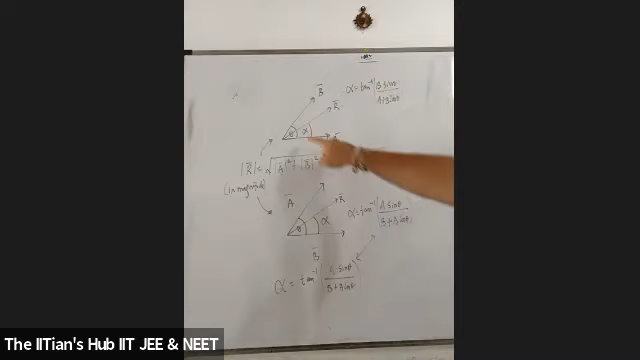 B̅
α = tan⁻¹ (B sinθ / A + B cosθ)
R̅
θ α
|R̅| = √|A̅|² + |B̅|²
(in magnitude)
A̅
R̅
α = tan⁻¹ (A sinθ / B + A cosθ)
θ α
B̅
α = tan⁻¹ (A sinθ / B + A cosθ)
The IITian's Hub IIT JEE & NEET